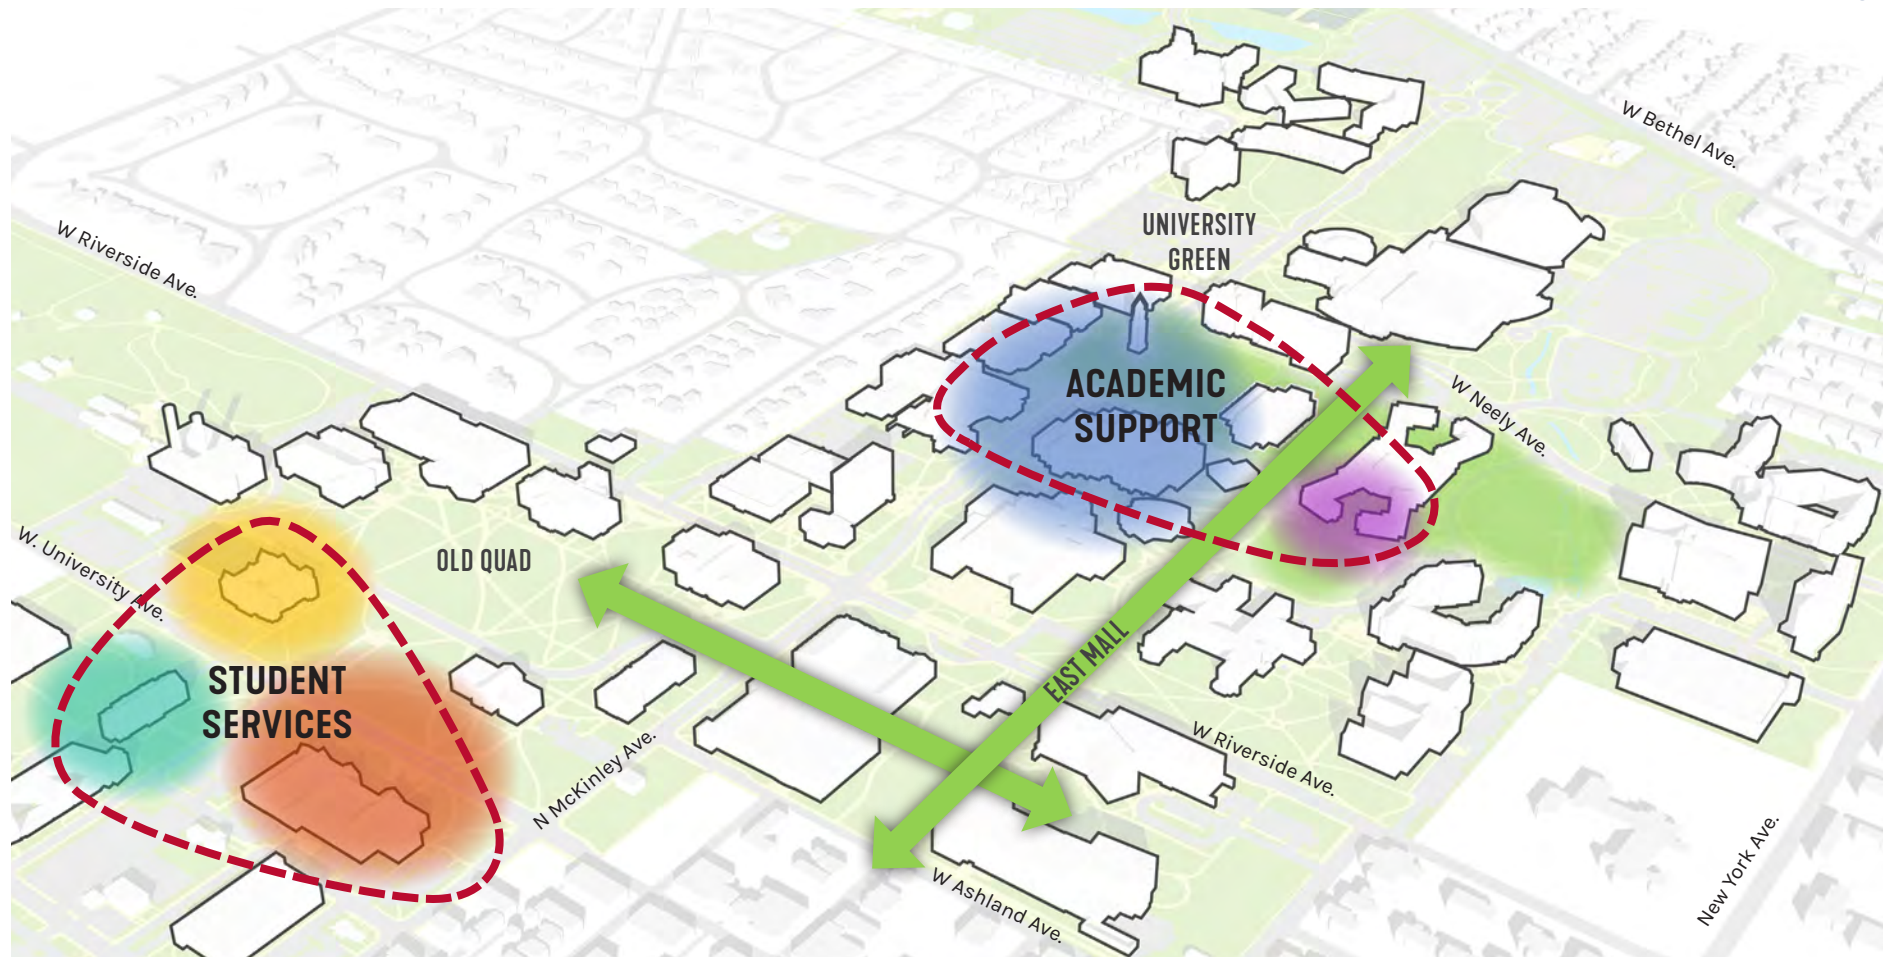 W Bethel Ave.
UNIVERSITY
GREEN
W Riverside Ave.
ACADEMIC
SUPPORT
W Neely Ave.
OLD QUAD
W. University Ave.
STUDENT
SERVICES
EAST MALL
N McKinley Ave.
W Riverside Ave.
W Ashland Ave.
New York Ave.